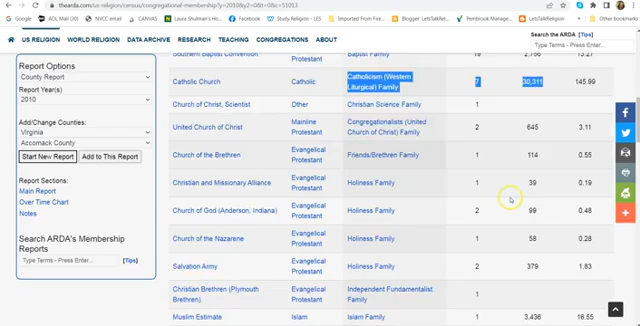 thearda.com/us-religion/census/congregational-membership?y=2010&y2=0&t=0&c=51013
Google AOL Mail (30) NVCC email (1) CANVAS Laura Shulman's Ho... Facebook Study Religion - LES Imported From Fire... Blogger: LetsTalkReligion Pembrook Manage... YouTube LetsTalkReligion
US RELIGION WORLD RELIGION DATA ARCHIVE RESEARCH TEACHING CONGREGATIONS ABOUT
Search the ARDA [Tips]
Type Terms - Press Enter...
Report Options
County Report
Report Year(s)
2010
Add/Change Counties:
Virginia
Accomack County
Start New Report Add to This Report
Report Sections:
Main Report
Over Time Chart
Notes
Search ARDA's Membership
Reports
Type Terms - Press Enter... [Tips]
Southern Baptist Convention Protestant Baptist Family 19 2,756 13.27
Catholic Church Catholic Catholicism (Western Liturgical) Family 7 30,311 145.99
Church of Christ, Scientist Other Christian Science Family 1
United Church of Christ Mainline Protestant Congregationalists (United Church of Christ) Family 2 645 3.11
Church of the Brethren Evangelical Protestant Friends/Brethren Family 1 114 0.55
Christian and Missionary Alliance Evangelical Protestant Holiness Family 1 39 0.19
Church of God (Anderson, Indiana) Evangelical Protestant Holiness Family 2 99 0.48
Church of the Nazarene Evangelical Protestant Holiness Family 1 58 0.28
Salvation Army Evangelical Protestant Holiness Family 2 379 1.83
Christian Brethren (Plymouth Brethren) Evangelical Protestant Independent Fundamentalist Family 1
Muslim Estimate Islam Islam Family 1 3,436 16.55